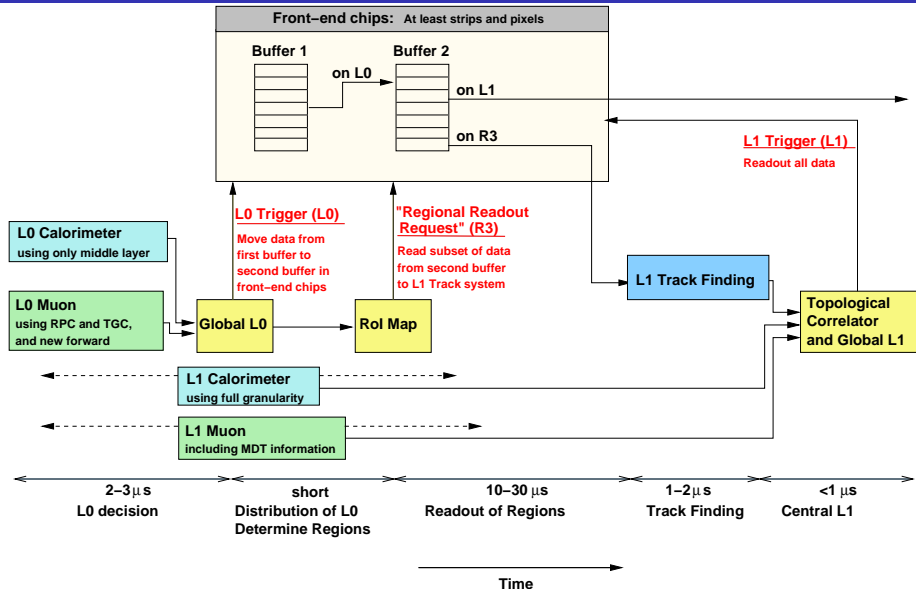 Front–end chips: At least strips and pixels
Buffer 1
Buffer 2
on L0
on L1
on R3
L1 Trigger (L1)
Readout all data
L0 Trigger (L0)
Move data from
first buffer to
second buffer in
front–end chips
"Regional Readout
Request" (R3)
Read subset of data
from second buffer
to L1 Track system
L0 Calorimeter
using only middle layer
L0 Muon
using RPC and TGC,
and new forward
Global L0
RoI Map
L1 Track Finding
Topological
Correlator
and Global L1
L1 Calorimeter
using full granularity
L1 Muon
including MDT information
2–3 μs
L0 decision
short
Distribution of L0
Determine Regions
10–30 μs
Readout of Regions
1–2 μs
Track Finding
<1 μs
Central L1
Time